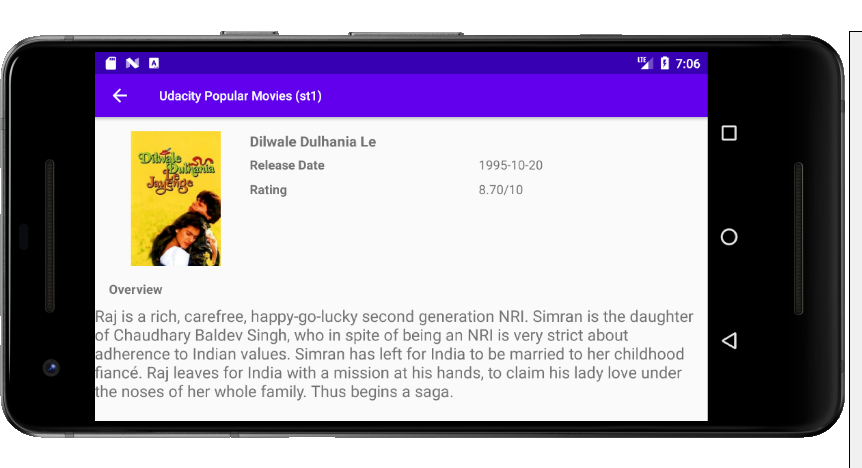 LTE 7:06
Udacity Popular Movies (st1)
Dilwale
Dulhania
Le
Jayenge
Dilwale Dulhania Le
Release Date 1995-10-20
Rating 8.70/10
Overview
Raj is a rich, carefree, happy-go-lucky second generation NRI. Simran is the daughter
of Chaudhary Baldev Singh, who in spite of being an NRI is very strict about
adherence to Indian values. Simran has left for India to be married to her childhood
fiancé. Raj leaves for India with a mission at his hands, to claim his lady love under
the noses of her whole family. Thus begins a saga.